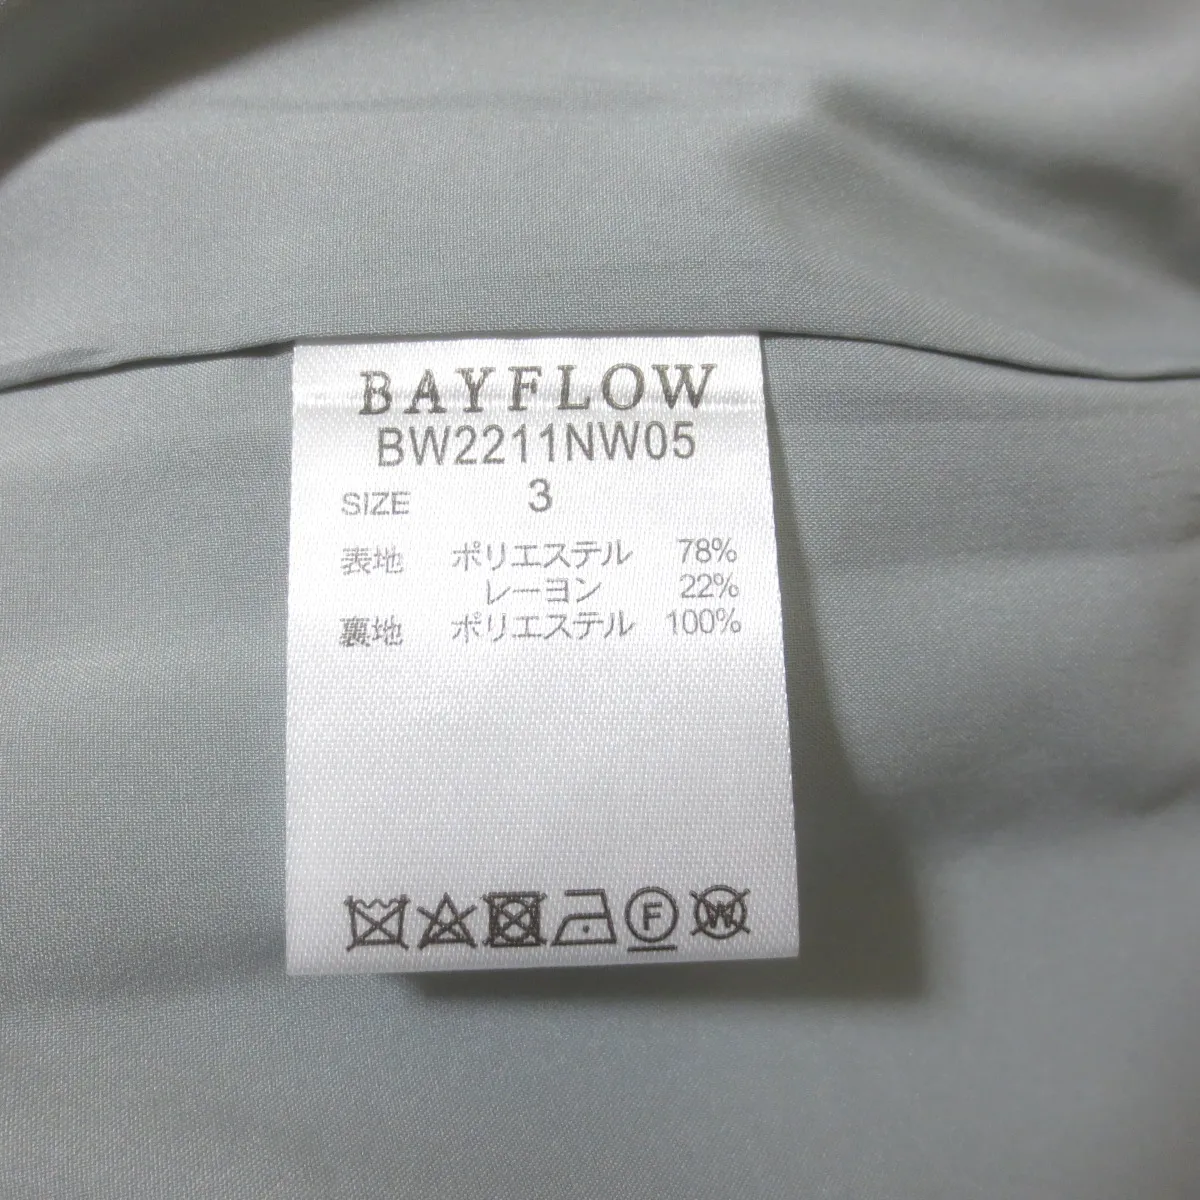 BAYFLOW
BW2211NW05
SIZE 3
表地 ポリエステル 78%
レーヨン 22%
裏地 ポリエステル 100%
F W